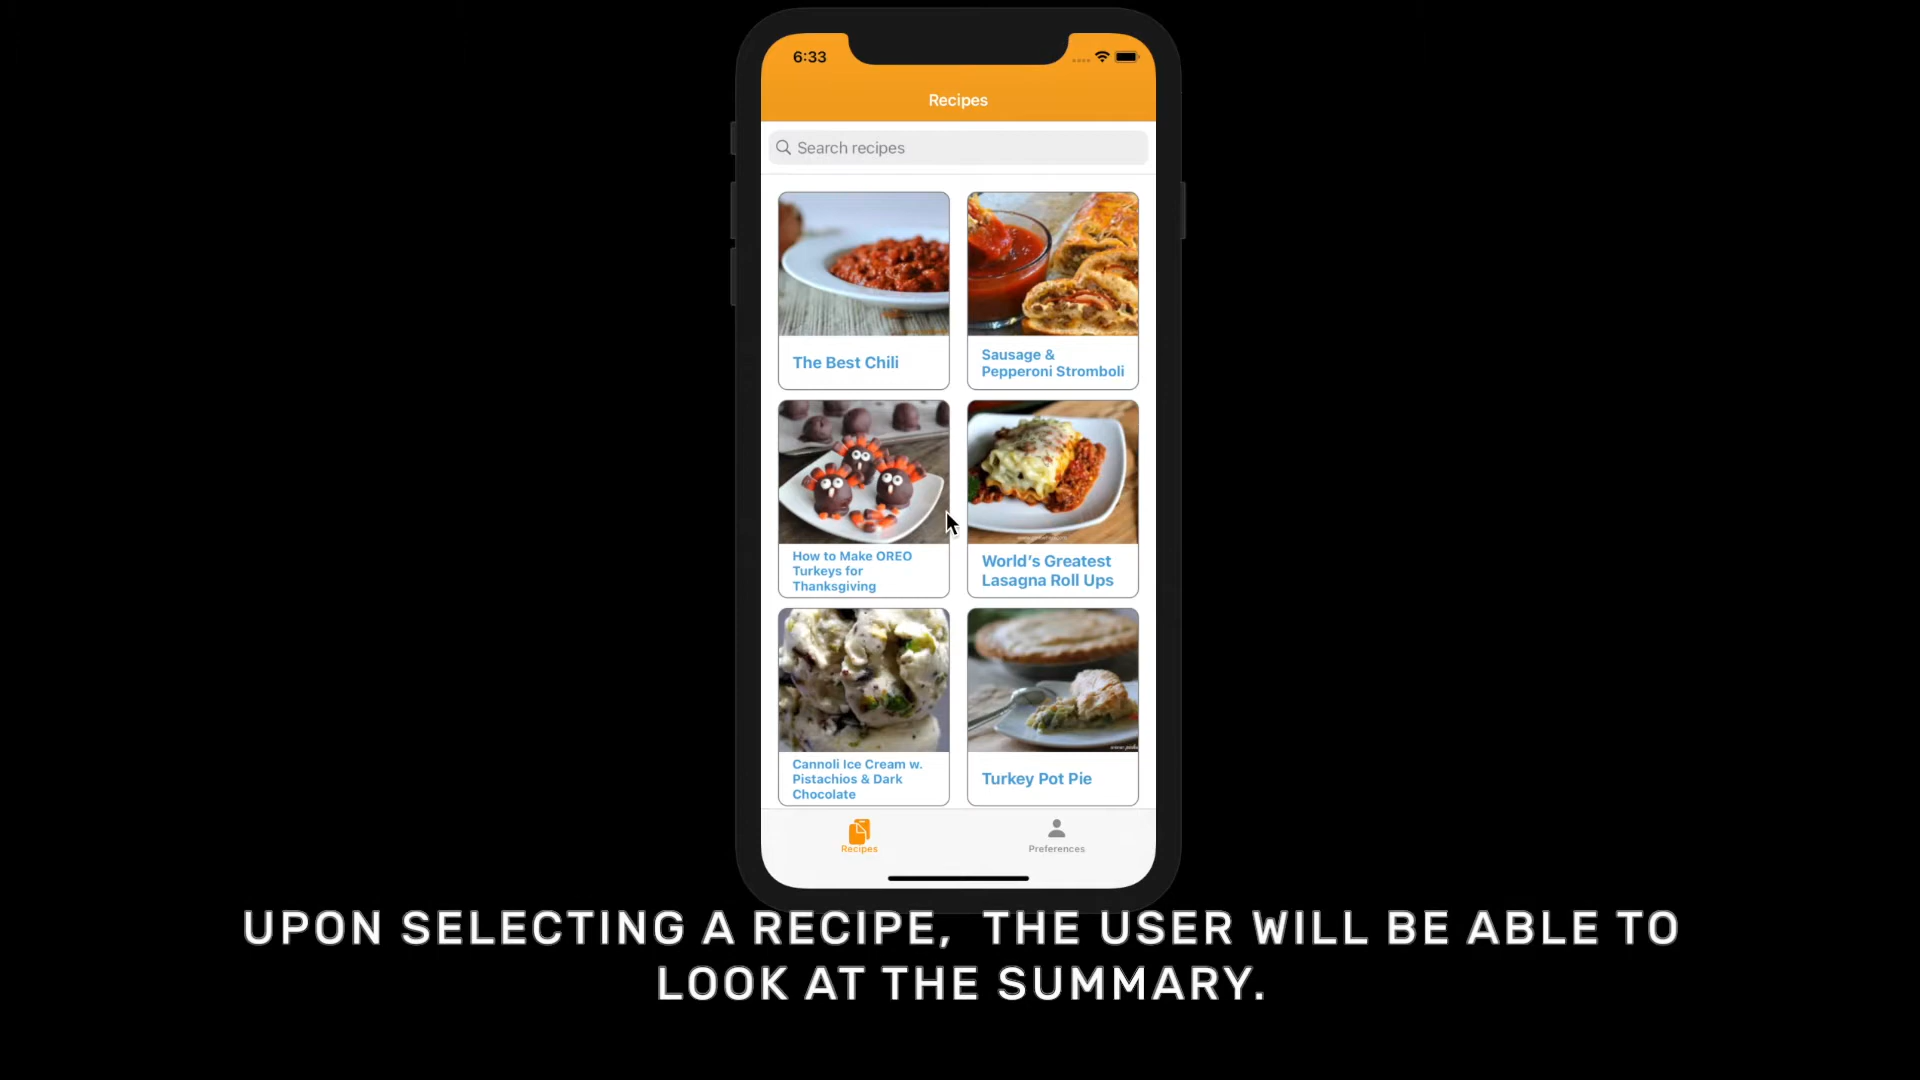 6:33
Recipes
Search recipes
The Best Chili
Sausage &
Pepperoni Stromboli
How to Make OREO
Turkeys for
Thanksgiving
World's Greatest
Lasagna Roll Ups
Cannoli Ice Cream w.
Pistachios & Dark
Chocolate
Turkey Pot Pie
Recipes
Preferences
UPON SELECTING A RECIPE, THE USER WILL BE ABLE TO
LOOK AT THE SUMMARY.